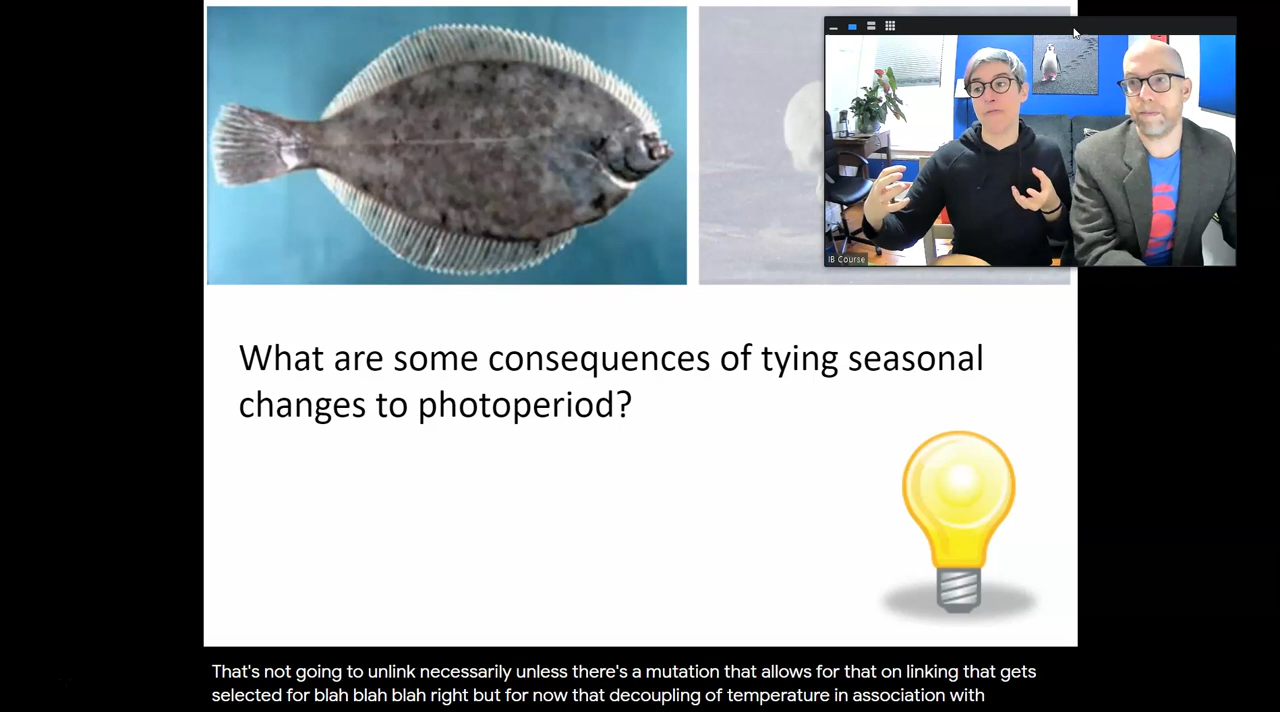 IB Course
What are some consequences of tying seasonal
changes to photoperiod?
That's not going to unlink necessarily unless there's a mutation that allows for that on linking that gets
selected for blah blah blah right but for now that decoupling of temperature in association with